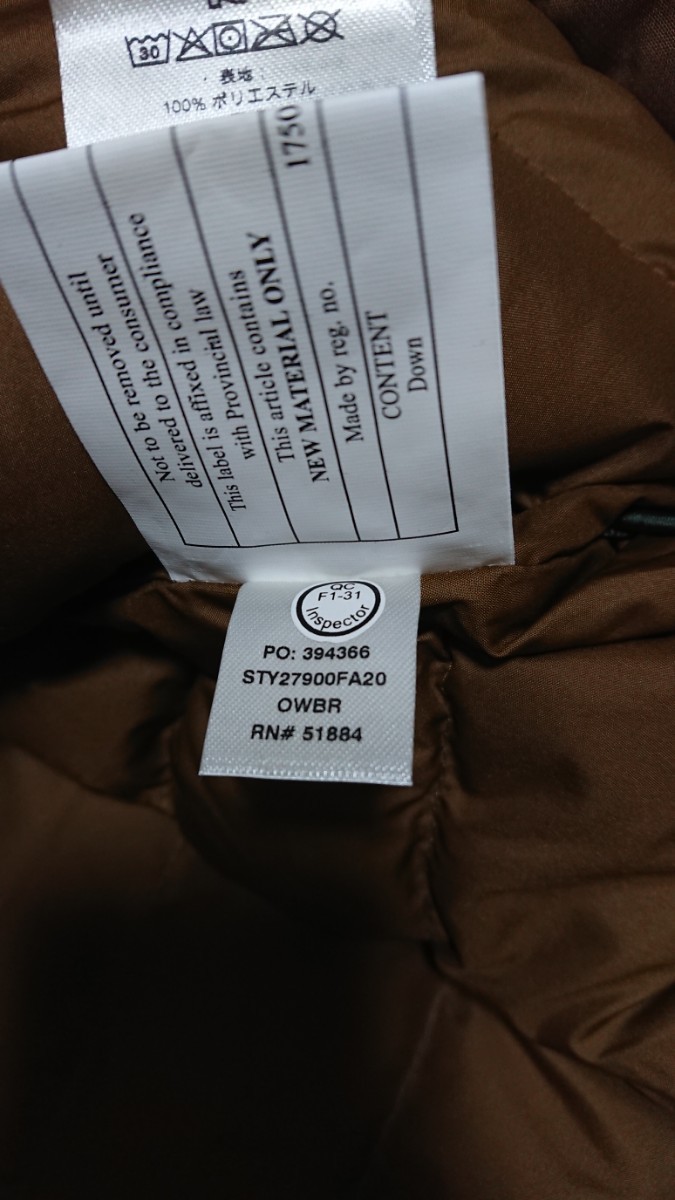 30
表地
100% ポリエステル
Not to be removed until
delivered to the consumer
This label is affixed in compliance
with Provincial law
This article contains
NEW MATERIAL ONLY
Made by reg. no. 1750
CONTENT
Down
QC
F1-31
Inspector
PO: 394366
STY27900FA20
OWBR
RN# 51884